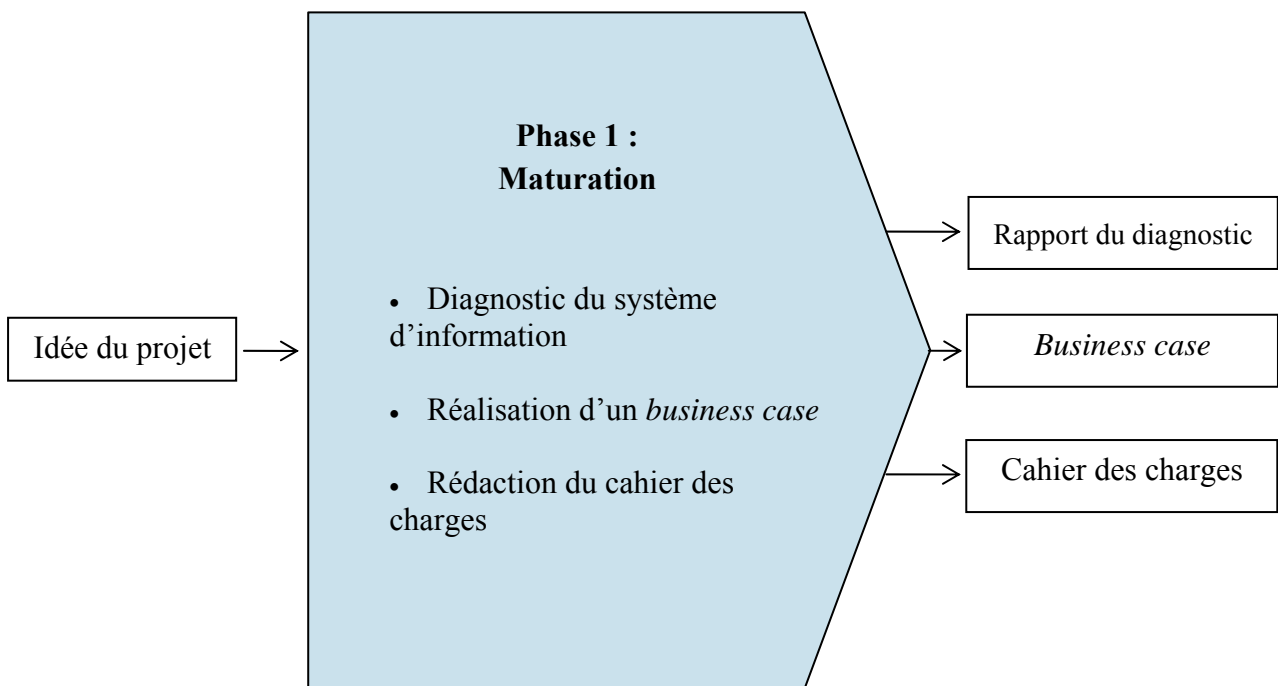 Idée du projet
Phase 1 :
Maturation
• Diagnostic du système
d’information
• Réalisation d’un business case
• Rédaction du cahier des
charges
Rapport du diagnostic
Business case
Cahier des charges